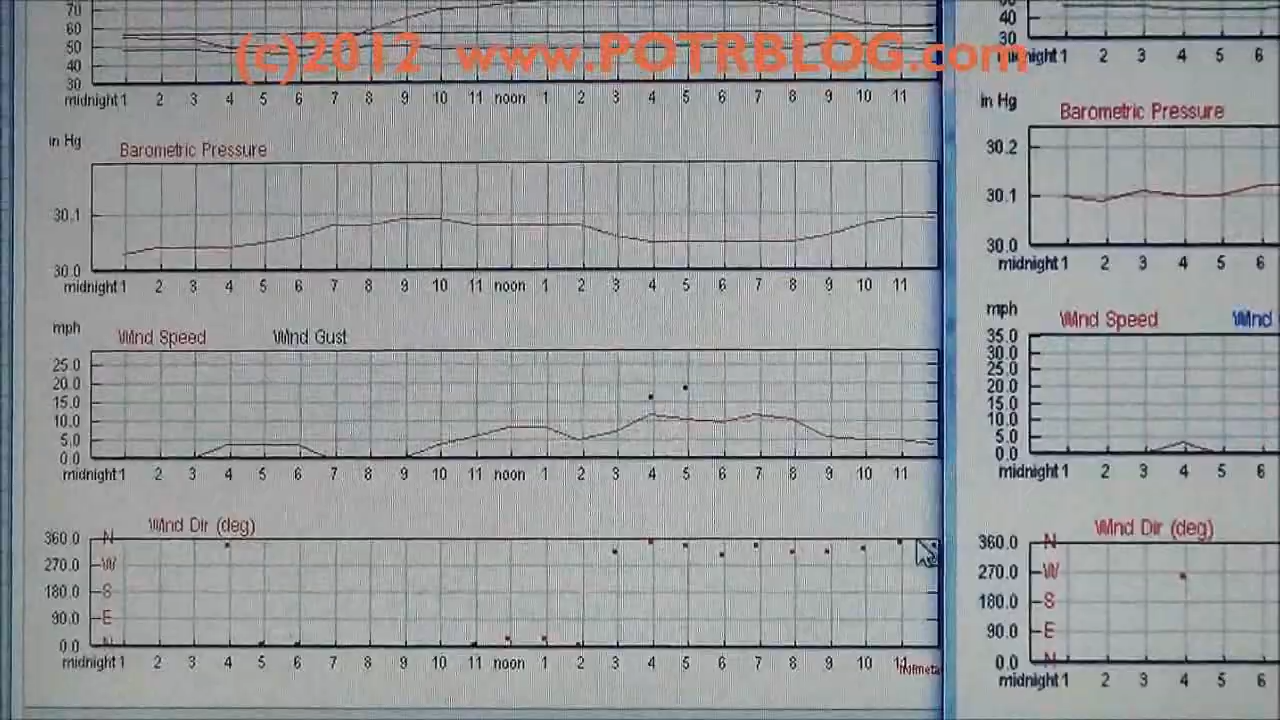 70
60
50
40
30
midnight 1 2 3 4 5 6 7 8 9 10 11 noon 1 2 3 4 5 6 7 8 9 10 11
(c)2012 www.POTRBLOG.com
in Hg
Barometric Pressure
30.1
30.0
midnight 1 2 3 4 5 6 7 8 9 10 11 noon 1 2 3 4 5 6 7 8 9 10 11
mph
Wind Speed Wind Gust
25.0
20.0
15.0
10.0
5.0
0.0
midnight 1 2 3 4 5 6 7 8 9 10 11 noon 1 2 3 4 5 6 7 8 9 10 11
Wind Dir (deg)
360.0 N
270.0 W
180.0 S
90.0 E
0.0 N
midnight 1 2 3 4 5 6 7 8 9 10 11 noon 1 2 3 4 5 6 7 8 9 10 11
40
30
midnight 1 2 3 4 5 6
in Hg
Barometric Pressure
30.2
30.1
30.0
midnight 1 2 3 4 5 6
mph
Wind Speed Wind
35.0
30.0
25.0
20.0
15.0
10.0
5.0
0.0
midnight 1 2 3 4 5 6
Wind Dir (deg)
360.0 N
270.0 W
180.0 S
90.0 E
0.0 N
midnight 1 2 3 4 5 6